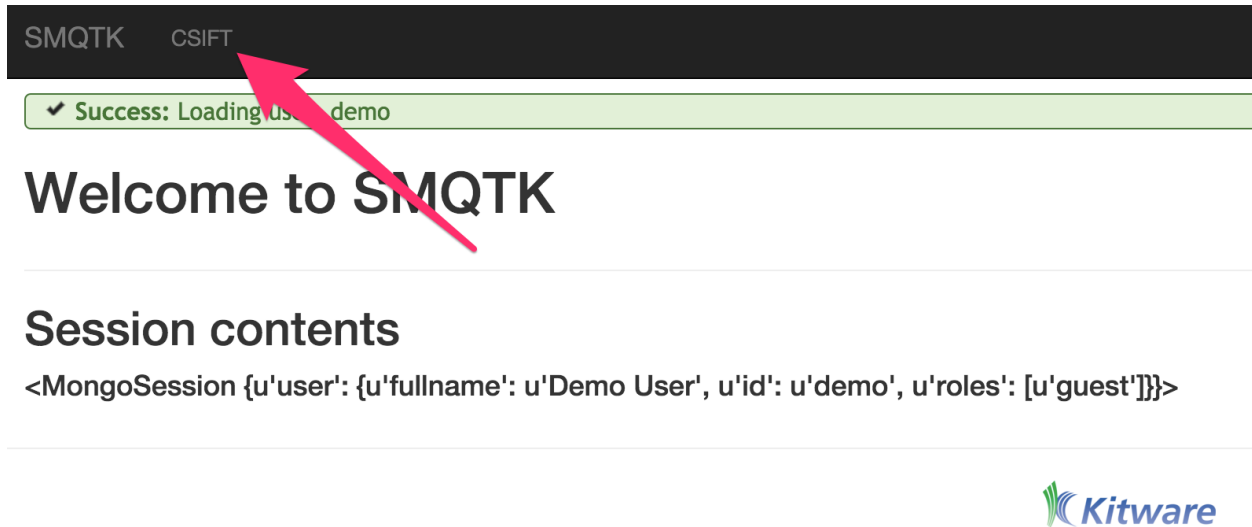 SMQTK CSIFT
Success: Loading demo
Welcome to SMQTK
Session contents
<MongoSession {u'user': {u'fullname': u'Demo User', u'id': u'demo', u'roles': [u'guest']}}>
Kitware